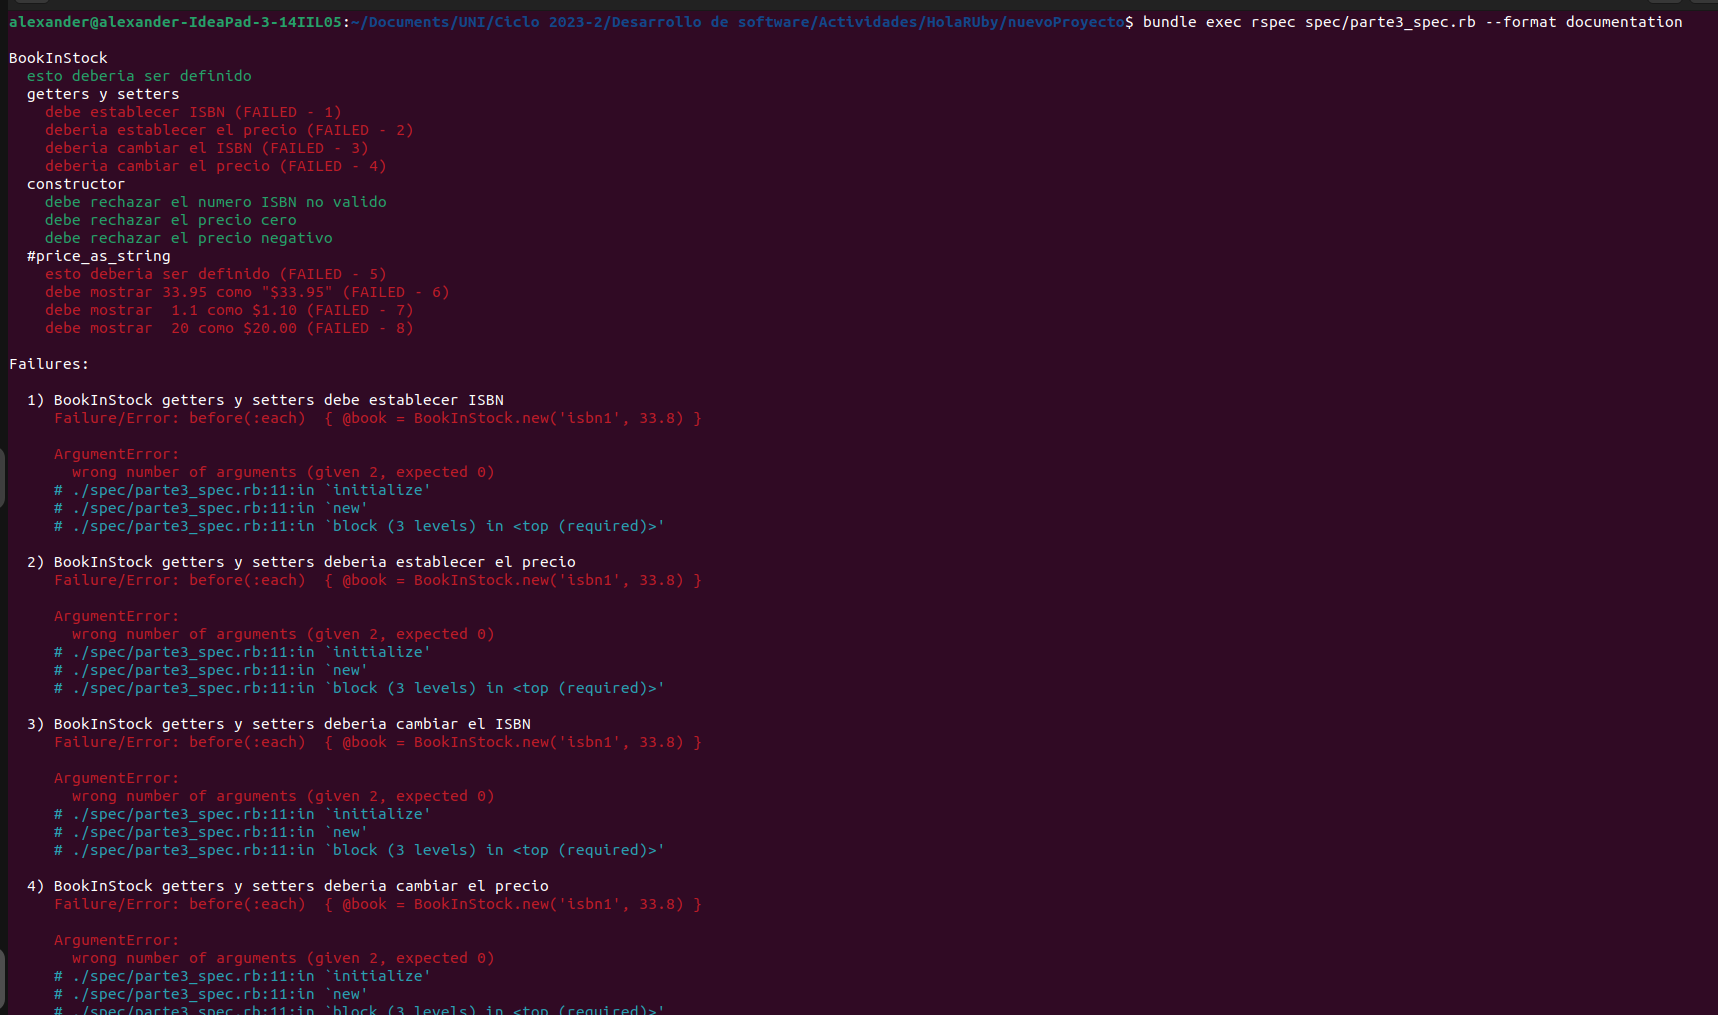 alexander@alexander-IdeaPad-3-14IIL05:~/Documents/UNI/Ciclo 2023-2/Desarrollo de software/Actividades/HolaRUby/nuevoProyecto$ bundle exec rspec spec/parte3_spec.rb --format documentation
BookInStock
esto deberia ser definido
getters y setters
debe establecer ISBN (FAILED - 1)
deberia establecer el precio (FAILED - 2)
deberia cambiar el ISBN (FAILED - 3)
deberia cambiar el precio (FAILED - 4)
constructor
debe rechazar el numero ISBN no valido
debe rechazar el precio cero
debe rechazar el precio negativo
#price_as_string
esto deberia ser definido (FAILED - 5)
debe mostrar 33.95 como "$33.95" (FAILED - 6)
debe mostrar  1.1 como $1.10 (FAILED - 7)
debe mostrar  20 como $20.00 (FAILED - 8)
Failures:
1) BookInStock getters y setters debe establecer ISBN
Failure/Error: before(:each)  { @book = BookInStock.new('isbn1', 33.8) }
ArgumentError:
wrong number of arguments (given 2, expected 0)
# ./spec/parte3_spec.rb:11:in `initialize'
# ./spec/parte3_spec.rb:11:in `new'
# ./spec/parte3_spec.rb:11:in `block (3 levels) in <top (required)>'
2) BookInStock getters y setters deberia establecer el precio
Failure/Error: before(:each)  { @book = BookInStock.new('isbn1', 33.8) }
ArgumentError:
wrong number of arguments (given 2, expected 0)
# ./spec/parte3_spec.rb:11:in `initialize'
# ./spec/parte3_spec.rb:11:in `new'
# ./spec/parte3_spec.rb:11:in `block (3 levels) in <top (required)>'
3) BookInStock getters y setters deberia cambiar el ISBN
Failure/Error: before(:each)  { @book = BookInStock.new('isbn1', 33.8) }
ArgumentError:
wrong number of arguments (given 2, expected 0)
# ./spec/parte3_spec.rb:11:in `initialize'
# ./spec/parte3_spec.rb:11:in `new'
# ./spec/parte3_spec.rb:11:in `block (3 levels) in <top (required)>'
4) BookInStock getters y setters deberia cambiar el precio
Failure/Error: before(:each)  { @book = BookInStock.new('isbn1', 33.8) }
ArgumentError:
wrong number of arguments (given 2, expected 0)
# ./spec/parte3_spec.rb:11:in `initialize'
# ./spec/parte3_spec.rb:11:in `new'
# ./spec/parte3_spec.rb:11:in `block (3 levels) in <top (required)>'